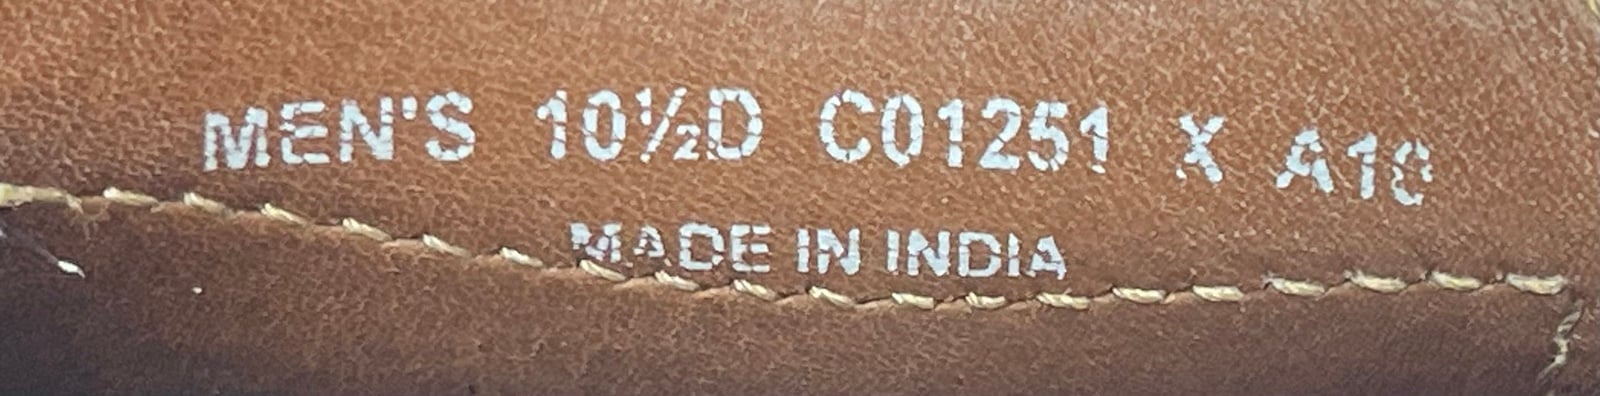 MEN'S 10½D C01251 X A10
MADE IN INDIA